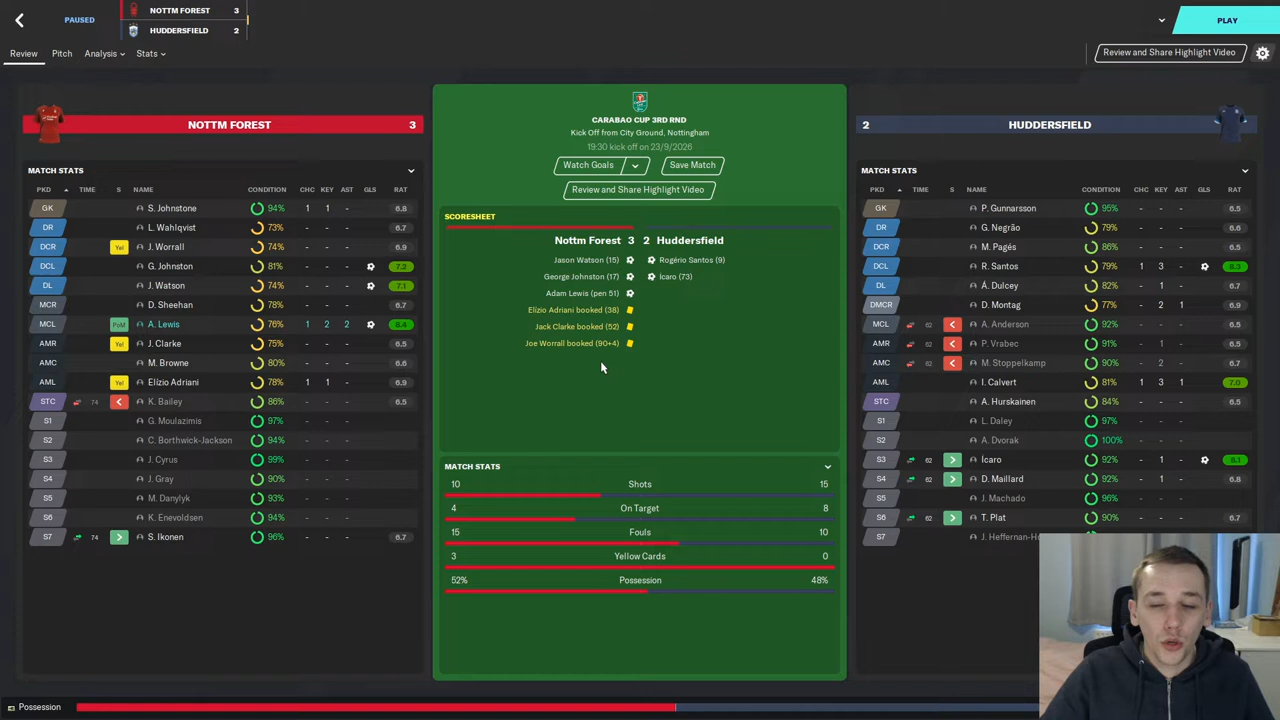 PAUSED
NOTTM FOREST 3
HUDDERSFIELD 2
PLAY
Review Pitch Analysis Stats
Review and Share Highlight Video
NOTTM FOREST 3
MATCH STATS
PKD TIME S NAME CONDITION CHC KEY AST GLS RAT
GK S. Johnstone 94% 1 1 - 6.8
DR L. Wahlqvist 73% - - - 6.7
DCR Yel J. Worrall 74% - - - 6.9
DCL G. Johnston 81% - - - 7.2
DL J. Watson 74% - - - 7.1
MCR D. Sheehan 78% - - - 6.7
MCL PoM A. Lewis 76% 1 2 2 8.4
AMR Yel J. Clarke 75% - - - 6.7
AMC M. Browne 80% - - - 6.6
AML Yel Elízio Adriani 78% 1 1 - 6.9
STC 74 K. Bailey 86% - - - 6.5
S1 G. Moulazimis 97%
S2 C. Borthwick-Jackson 94%
S3 J. Cyrus 99%
S4 J. Gray 90%
S5 M. Danylyk 93%
S6 K. Enevoldsen 94%
S7 74 S. Ikonen 96% - - - 6.7
CARABAO CUP 3RD RND
Kick Off from City Ground, Nottingham
19:30 kick off on 23/9/2026
Watch Goals
Save Match
Review and Share Highlight Video
SCORESHEET
Nottm Forest 3 2 Huddersfield
Jason Watson (15) Rogério Santos (9)
George Johnston (17) Ícaro (73)
Adam Lewis (pen 51)
Elízio Adriani booked (38)
Jack Clarke booked (52)
Joe Worrall booked (90+4)
MATCH STATS
10 Shots 15
4 On Target 8
15 Fouls 10
3 Yellow Cards 0
52% Possession 48%
2 HUDDERSFIELD
MATCH STATS
PKD TIME S NAME CONDITION CHC KEY AST GLS RAT
GK P. Gunnarsson 95% - - - 6.5
DR G. Negrão 79% - - - 6.6
DCR M. Pagés 86% - - - 6.5
DCL R. Santos 79% 1 3 - 8.3
DL Á. Dulcey 82% - 1 - 6.8
DMCR D. Montag 77% - 2 1 6.9
MCL 62 A. Anderson 92% - - - 6.5
AMR 62 P. Vrabec 91% - 1 - 6.5
AMC 62 M. Stoppelkamp 90% - 2 - 6.7
AML I. Calvert 81% 1 3 1 7.0
STC A. Hurskainen 84% - - - 6.5
S1 L. Daley 97%
S2 A. Dvorak 100%
S3 62 Ícaro 92% - 1 - 8.1
S4 62 D. Maillard 92% - 1 - 6.8
S5 J. Machado 96%
S6 62 T. Plat 90% - - - 6.7
S7 J. Heffernan-Ho
Possession